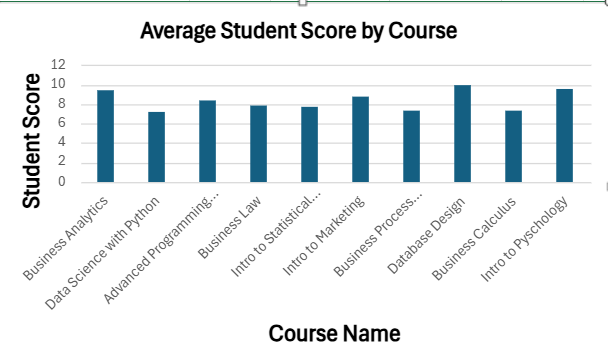 Average Student Score by Course
Student Score
12
10
8
6
4
2
0
Business Analytics
Data Science with Python
Advanced Programming...
Business Law
Intro to Statistical...
Intro to Marketing
Business Process...
Database Design
Business Calculus
Intro to Pyschology
Course Name